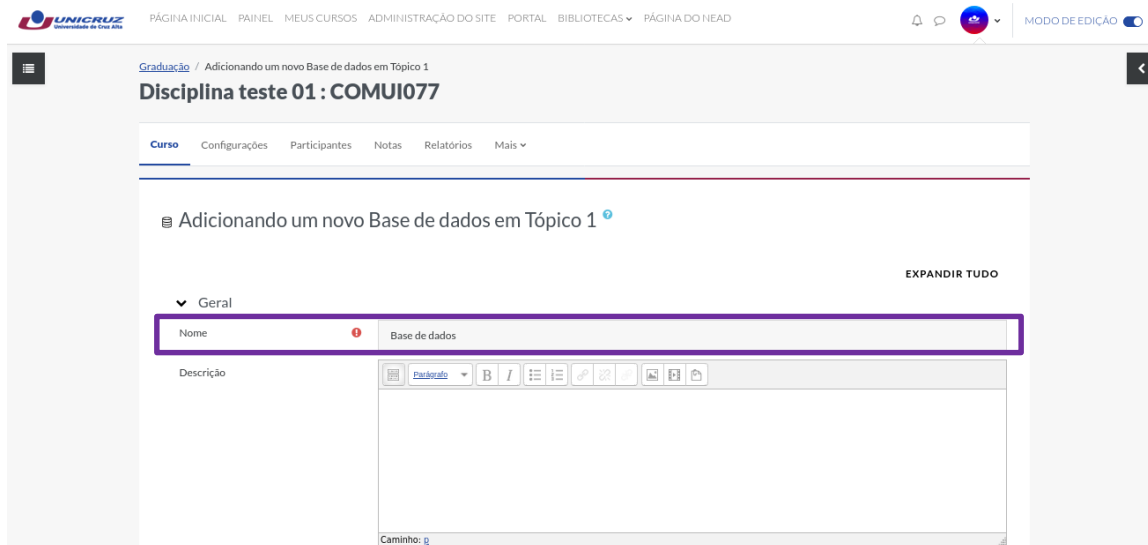 UNICRUZ
Universidade de Cruz Alta
PÁGINA INICIAL PAINEL MEUS CURSOS ADMINISTRAÇÃO DO SITE PORTAL BIBLIOTECAS PÁGINA DO NEAD
MODO DE EDIÇÃO
Graduação / Adicionando um novo Base de dados em Tópico 1
Disciplina teste 01 : COMUI077
Curso Configurações Participantes Notas Relatórios Mais
Adicionando um novo Base de dados em Tópico 1
EXPANDIR TUDO
Geral
Nome Base de dados
Descrição
Parágrafo B I
Caminho: p